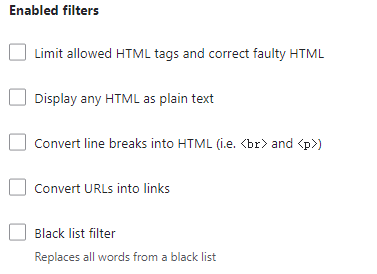 Enabled filters
Limit allowed HTML tags and correct faulty HTML
Display any HTML as plain text
Convert line breaks into HTML (i.e. <br> and <p>)
Convert URLs into links
Black list filter
Replaces all words from a black list